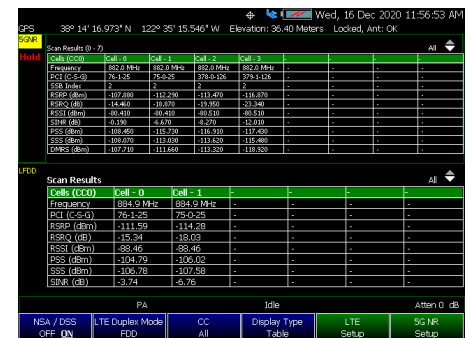 Wed, 16 Dec 2020 11:56:53 AM
GPS 38º 14' 16.973" N 122º 35' 15.546" W Elevation: 36.40 Meters Locked, Ant: OK
5GNR
Hold
Scan Results (0 - 7) All
Cells (CC0) Cell - 0 Cell - 1 Cell - 2 Cell - 3 - - - -
Frequency 882.0 MHz 882.0 MHz 882.0 MHz 882.0 MHz - - - -
PCI (C-S-G) 76-1-25 75-0-25 378-0-126 379-1-126 - - - -
SSB Index 2 2 2 2 - - - -
RSRP (dBm) -107.880 -112.290 -113.470 -116.870 - - - -
RSRQ (dB) -14.460 -18.870 -19.950 -23.340 - - - -
RSSI (dBm) -80.410 -80.410 -80.510 -80.510 - - - -
SINR (dB) -0.190 -6.670 -8.270 -12.010 - - - -
PSS (dBm) -108.450 -115.730 -116.910 -117.430 - - - -
SSS (dBm) -108.070 -113.030 -113.620 -115.480 - - - -
DMRS (dBm) -107.710 -111.660 -113.320 -118.920 - - - -
LFDD
Scan Results All
Cells (CC0) Cell - 0 Cell - 1 - - - -
Frequency 884.9 MHz 884.9 MHz - - - -
PCI (C-S-G) 76-1-25 75-0-25 - - - -
RSRP (dBm) -111.59 -114.28 - - - -
RSRQ (dB) -15.34 -18.03 - - - -
RSSI (dBm) -88.46 -88.46 - - - -
PSS (dBm) -104.79 -106.02 - - - -
SSS (dBm) -106.78 -107.58 - - - -
SINR (dB) -3.74 -6.76 - - - -
PA Idle Atten 0 dB
NSA / DSS LTE Duplex Mode CC Display Type LTE 5G NR
OFF ON FDD All Table Setup Setup